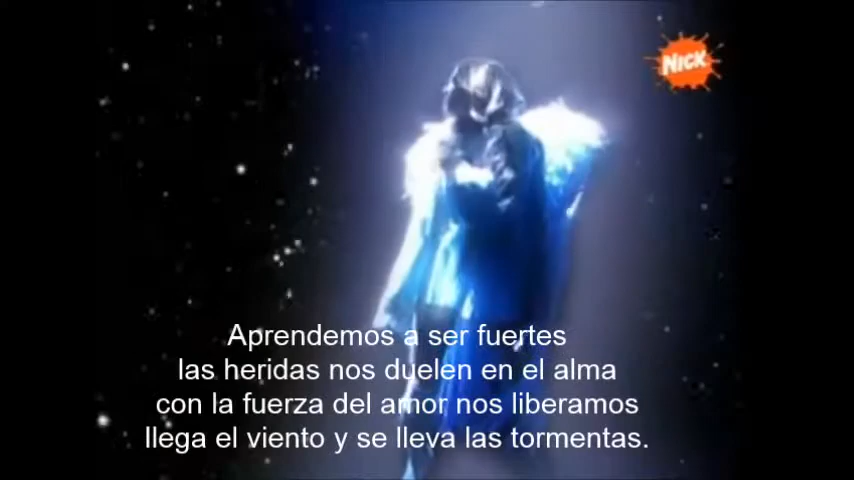 NICK
Aprendemos a ser fuertes
las heridas nos duelen en el alma
con la fuerza del amor nos liberamos
llega el viento y se lleva las tormentas.